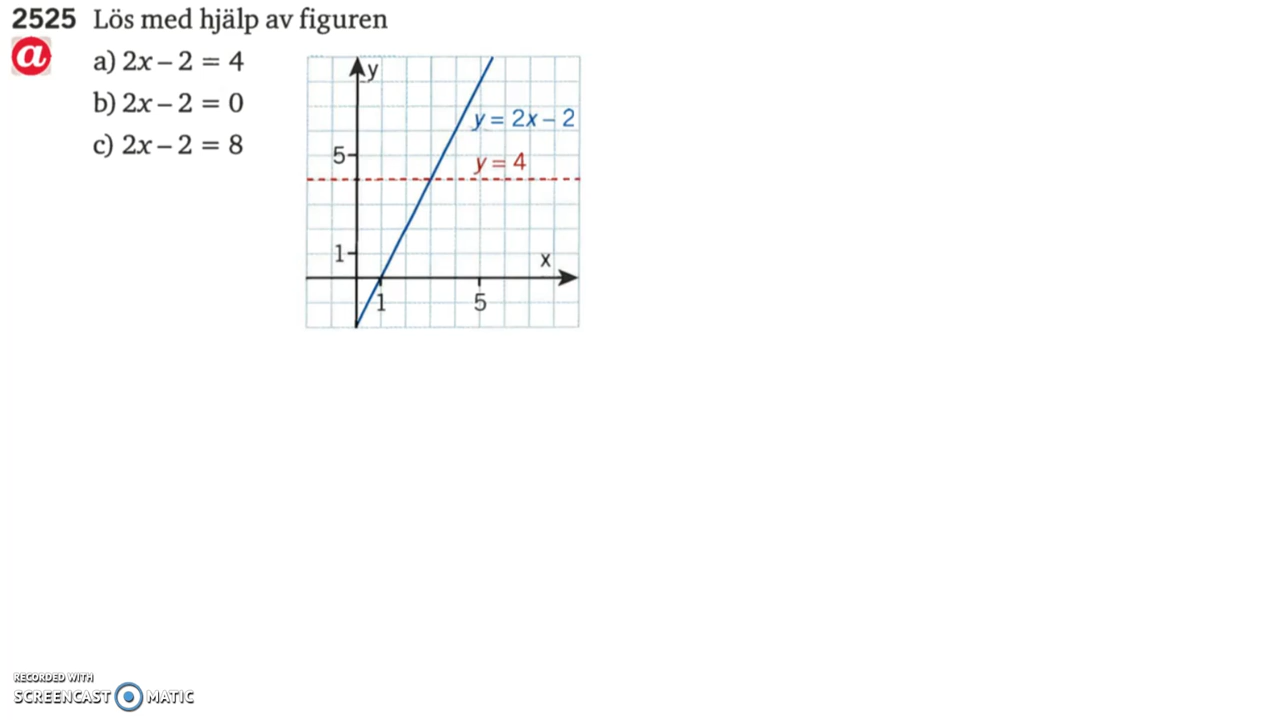 2525 Lös med hjälp av figuren
a
a) 2x – 2 = 4
b) 2x – 2 = 0
c) 2x – 2 = 8
y
y = 2x – 2
5
y = 4
1
x
1
5
RECORDED WITH
SCREENCAST MATIC